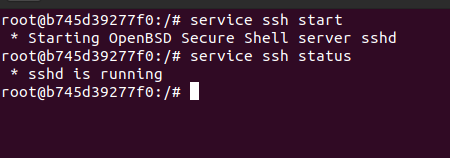 root@b745d39277f0:/# service ssh start
 * Starting OpenBSD Secure Shell server sshd
root@b745d39277f0:/# service ssh status
 * sshd is running
root@b745d39277f0:/#